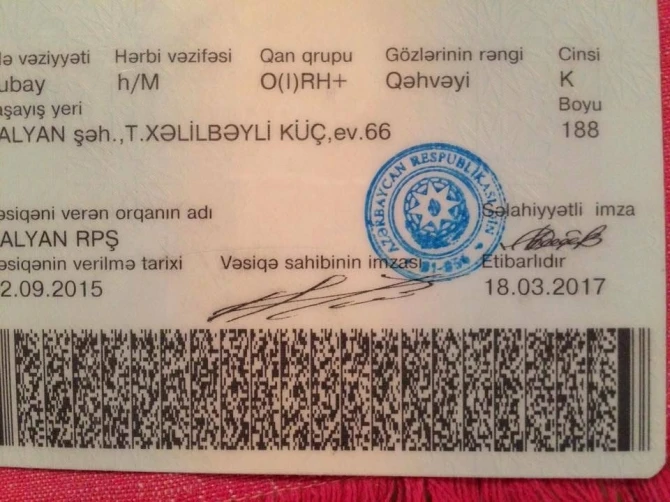 lə vəziyyəti Hərbi vəzifəsi Qan qrupu Gözlərinin rəngi Cinsi
ubay h/M O(I)RH+ Qəhvəyi K
aşayış yeri Boyu
ALYAN şəh.,T.XƏLİLBƏYLİ KÜÇ,ev.66 188
AZƏRBAYCAN RESPUBLİKASININ
əsiqəni verən orqanın adı Səlahiyyətli imza
ALYAN RPŞ
əsiqənin verilmə tarixi Vəsiqə sahibinin imzası Etibarlıdır
2.09.2015 18.03.2017